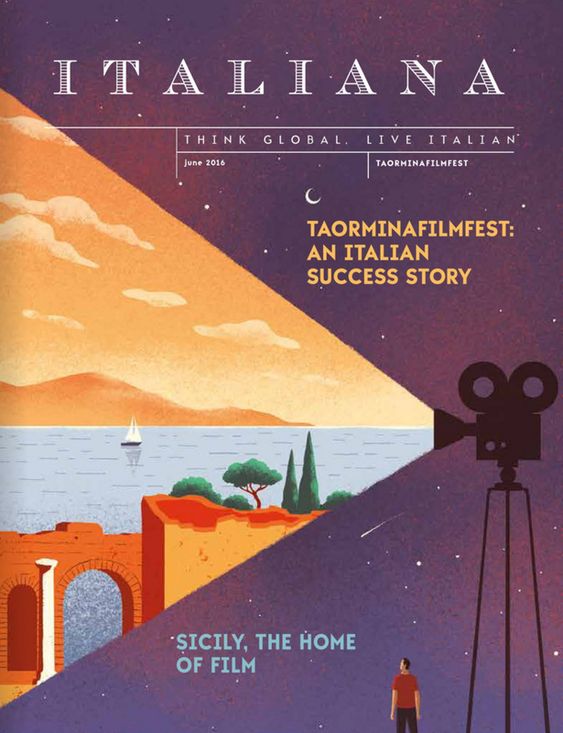 ITALIANA
THINK GLOBAL. LIVE ITALIAN
June 2016
TAORMINAFILMFEST
TAORMINAFILMFEST:
AN ITALIAN
SUCCESS STORY
SICILY, THE HOME
OF FILM